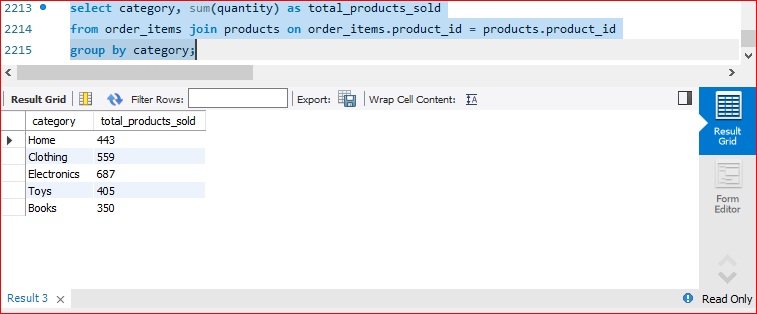 2213 select category, sum(quantity) as total_products_sold
2214 from order_items join products on order_items.product_id = products.product_id
2215 group by category;
Result Grid Filter Rows: Export: Wrap Cell Content: IA
category total_products_sold
Home 443
Clothing 559
Electronics 687
Toys 405
Books 350
Result
Grid
Form
Editor
Result 3 × Read Only